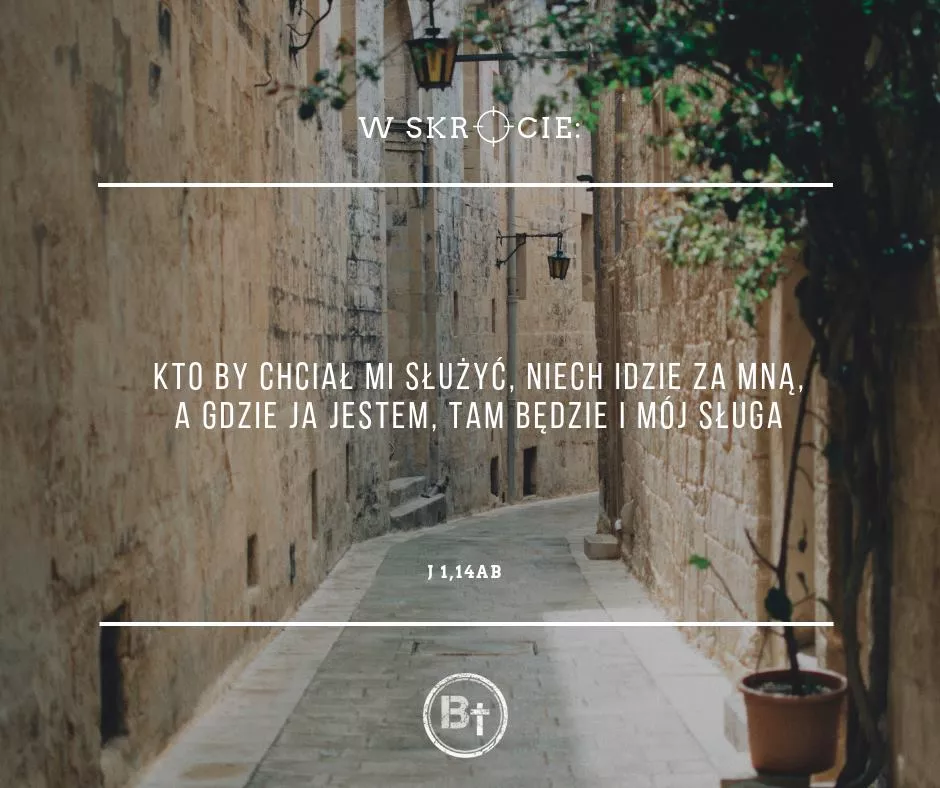 W SKRÓCIE:
KTO BY CHCIAŁ MI SŁUŻYĆ, NIECH IDZIE ZA MNĄ,
A GDZIE JA JESTEM, TAM BĘDZIE I MÓJ SŁUGA
J 1,14AB
B†